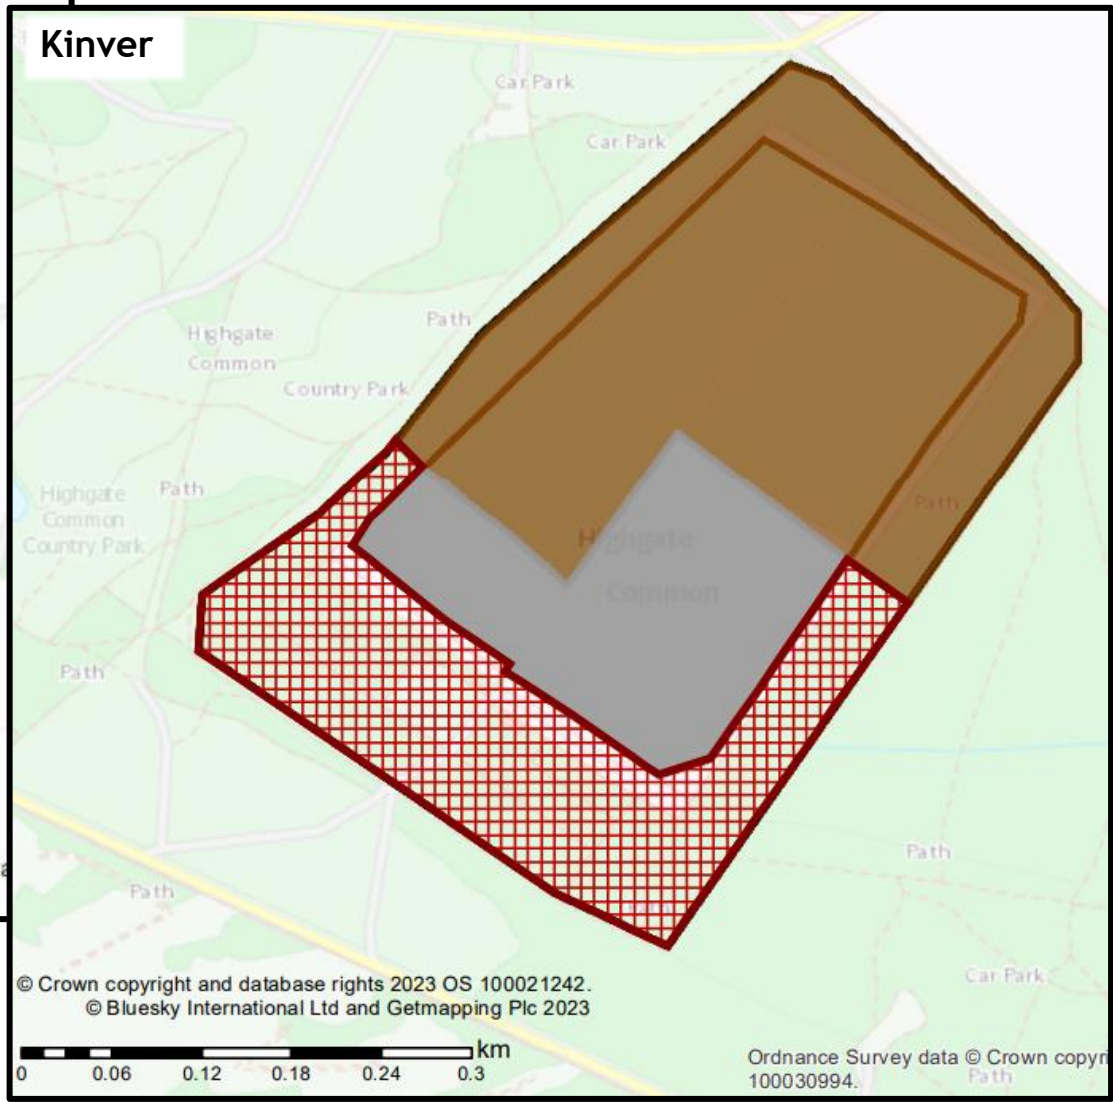 Kinver
Car Park
Car Park
Path
Highgate
Common
Country Park
Path
Highgate
Common
Country Park
Path
Highgate
Common
Path
Path
Path
Car Park
© Crown copyright and database rights 2023 OS 100021242.
© Bluesky International Ltd and Getmapping Plc 2023
km
0 0.06 0.12 0.18 0.24 0.3
Ordnance Survey data © Crown copyri
100030994.
Path